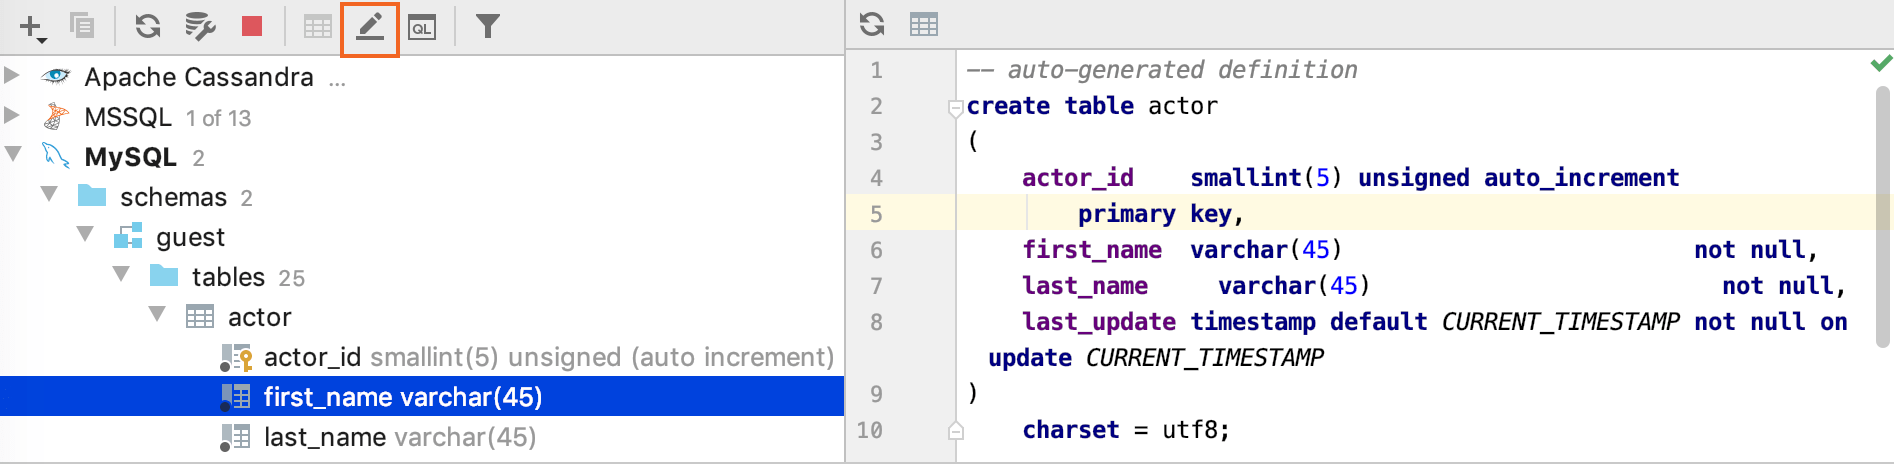 QL
Apache Cassandra ...
MSSQL 1 of 13
MySQL 2
schemas 2
guest
tables 25
actor
actor_id smallint(5) unsigned (auto increment)
first_name varchar(45)
last_name varchar(45)
1 -- auto-generated definition
2 create table actor
3 (
4 actor_id smallint(5) unsigned auto_increment
5 primary key,
6 first_name varchar(45) not null,
7 last_name varchar(45) not null,
8 last_update timestamp default CURRENT_TIMESTAMP not null on
update CURRENT_TIMESTAMP
9 )
10 charset = utf8;